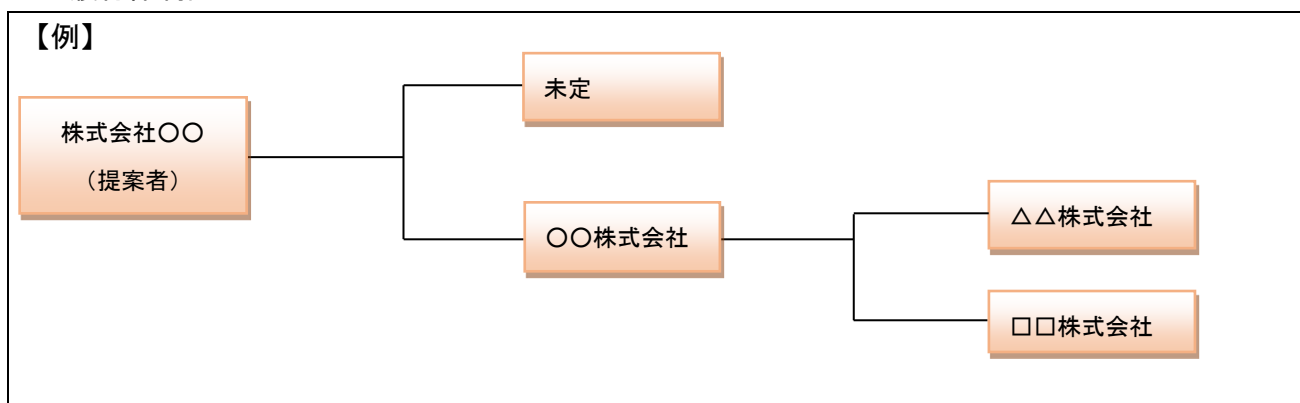 【例】
未定
株式会社〇〇
（提案者）
〇〇株式会社
△△株式会社
□□株式会社